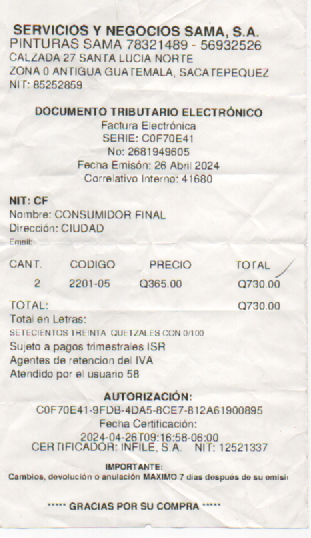 SERVICIOS Y NEGOCIOS SAMA, S.A.
PINTURAS SAMA 78321489 - 56932526
CALZADA 27 SANTA LUCIA NORTE
ZONA 0 ANTIGUA GUATEMALA, SACATEPEQUEZ
NIT: 85252859
DOCUMENTO TRIBUTARIO ELECTRÓNICO
Factura Electrónica
SERIE: C0F70E41
No: 2681949605
Fecha Emisón: 26 Abril 2024
Correlativo Interno: 41680
NIT: CF
Nombre: CONSUMIDOR FINAL
Dirección: CIUDAD
Email:
CANT. CODIGO PRECIO TOTAL
2 2201-05 Q365.00 Q730.00
TOTAL: Q730.00
Total en Letras:
SETECIENTOS TREINTA QUETZALES CON 0/100
Sujeto a pagos trimestrales ISR
Agentes de retencion del IVA
Atendido por el usuario 58
AUTORIZACIÓN:
C0F70E41-9FDB-4DA5-8CE7-812A61900895
Fecha Certificación:
2024-04-26T09:16:58-06:00
CERTIFICADOR: INFILE, S.A. NIT: 12521337
IMPORTANTE:
Cambios, devolución o anulación MAXIMO 7 días después de su emisi
***** GRACIAS POR SU COMPRA *****